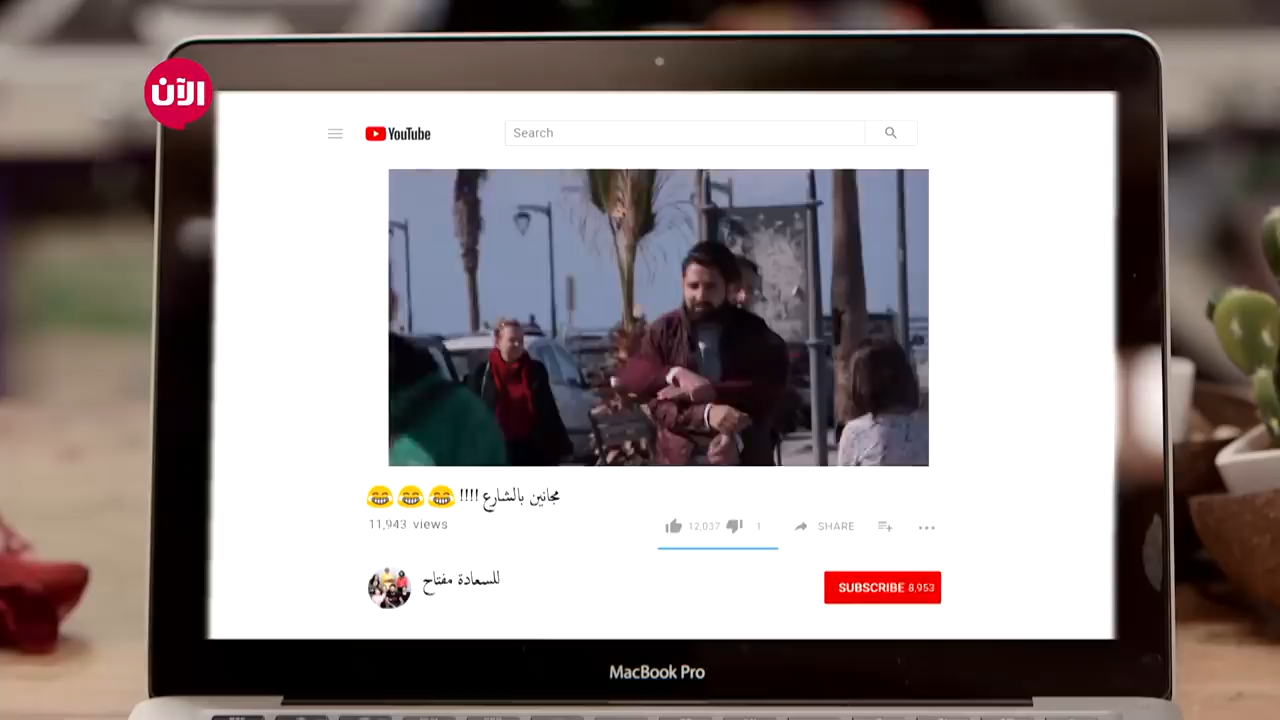 الآن
YouTube
Search
مجانين بالشارع !!!! 😂 😂 😂
11,943 views
12,037
1
SHARE
للسعادة مفتاح
SUBSCRIBE 8,953
MacBook Pro